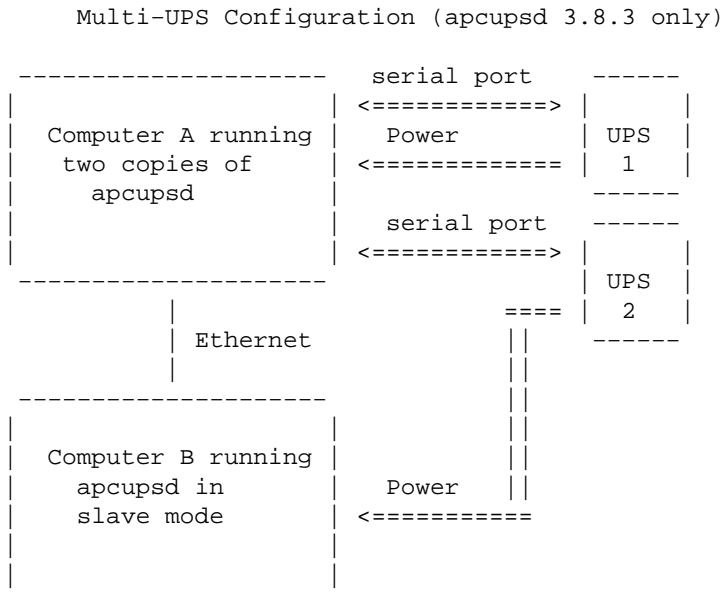 Multi-UPS Configuration (apcupsd 3.8.3 only)
serial port
Computer A running
two copies of
apcupsd
Power
UPS
1
serial port
UPS
2
Ethernet
Computer B running
apcupsd in
slave mode
Power